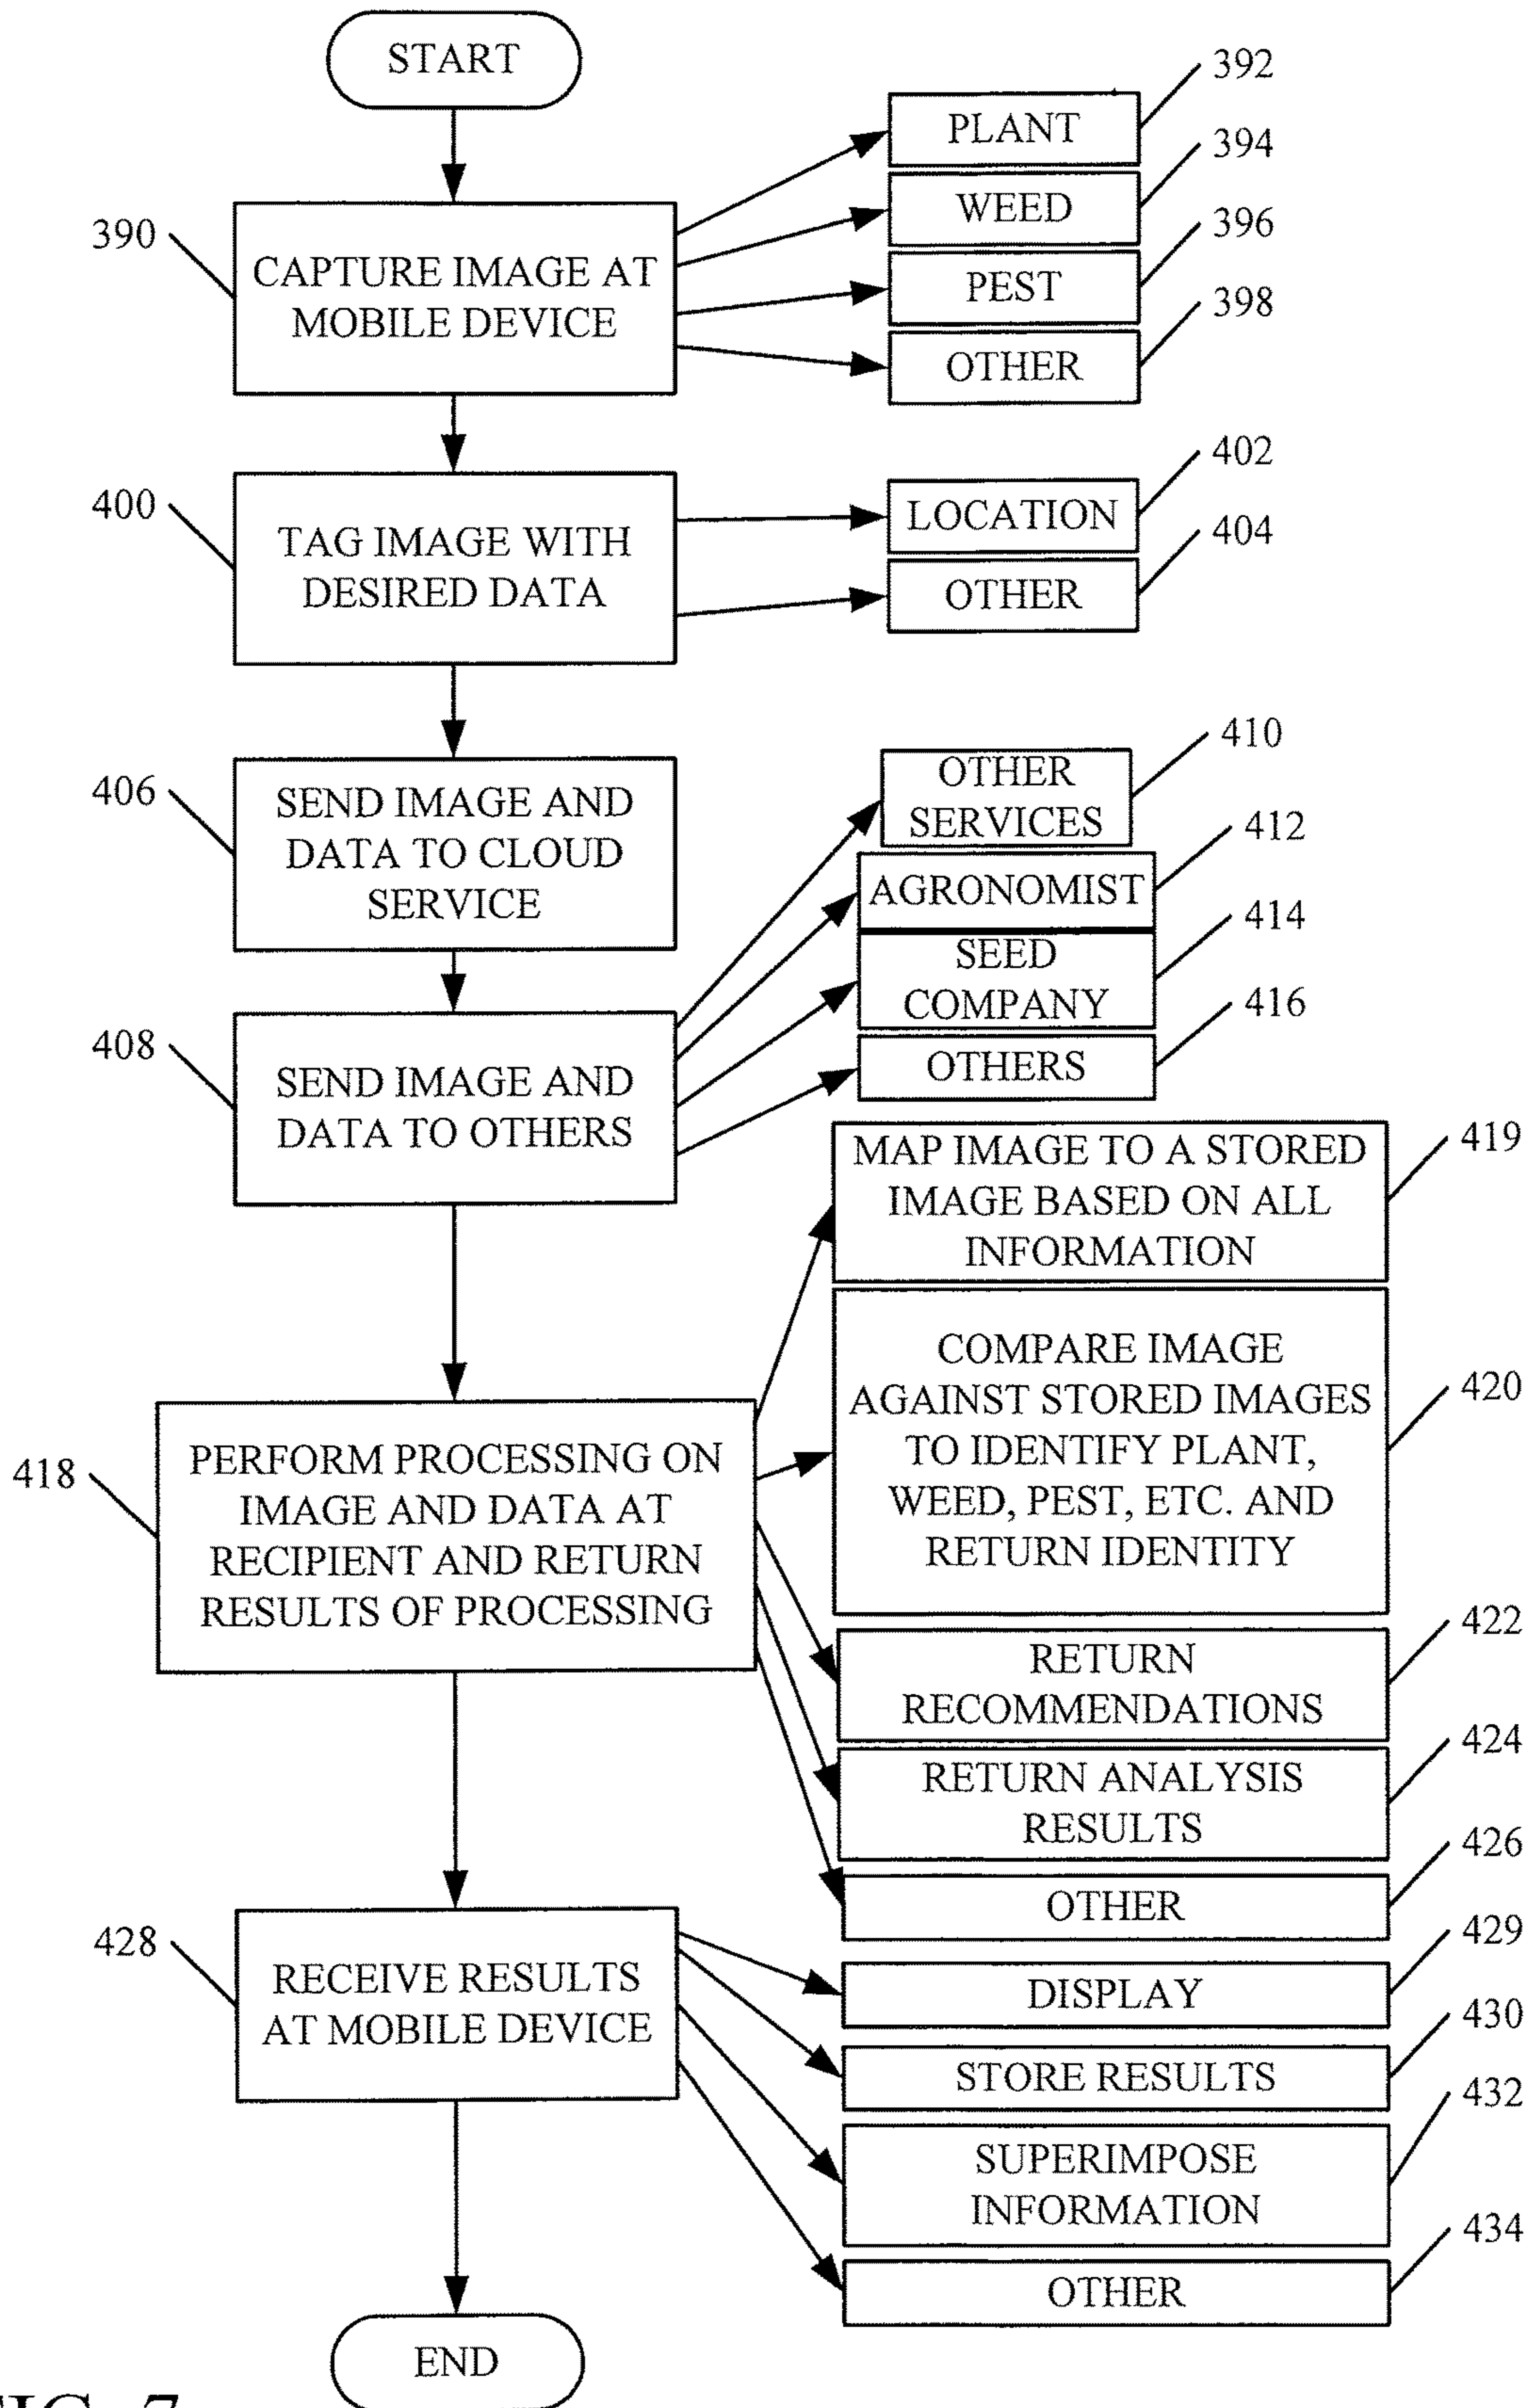 START
392
PLANT
394
WEED
396
390
PEST
CAPTURE IMAGE AT
MOBILE DEVICE
398
OTHER
402
400
LOCATION
TAG IMAGE WITH
DESIRED DATA
404
OTHER
410
406
OTHER
SERVICES
SEND IMAGE AND
DATA TO CLOUD
SERVICE
412
AGRONOMIST
414
SEED
COMPANY
408
416
SEND IMAGE AND
DATA TO OTHERS
OTHERS
419
MAP IMAGE TO A STORED
IMAGE BASED ON ALL
INFORMATION
420
COMPARE IMAGE
AGAINST STORED IMAGES
TO IDENTIFY PLANT,
WEED, PEST, ETC. AND
RETURN IDENTITY
418
PERFORM PROCESSING ON
IMAGE AND DATA AT
RECIPIENT AND RETURN
RESULTS OF PROCESSING
422
RETURN
RECOMMENDATIONS
424
RETURN ANALYSIS
RESULTS
426
OTHER
428
429
RECEIVE RESULTS
AT MOBILE DEVICE
DISPLAY
430
STORE RESULTS
432
SUPERIMPOSE
INFORMATION
434
OTHER
END